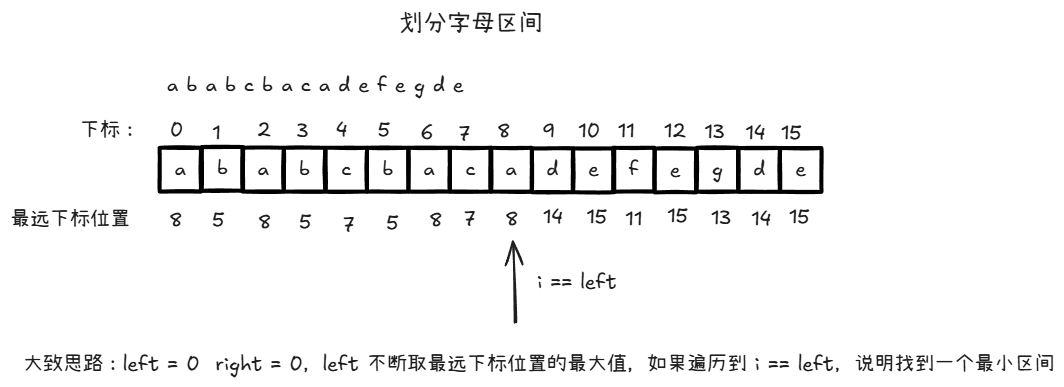 划分字母区间
a b a b c b a c a d e f e g d e
下标： 0 1 2 3 4 5 6 7 8 9 10 11 12 13 14 15
a b a b c b a c a d e f e g d e
最远下标位置 8 5 8 5 7 5 8 7 8 14 15 11 15 13 14 15
i == left
大致思路：left = 0 right = 0，left 不断取最远下标位置的最大值，如果遍历到 i == left，说明找到一个最小区间